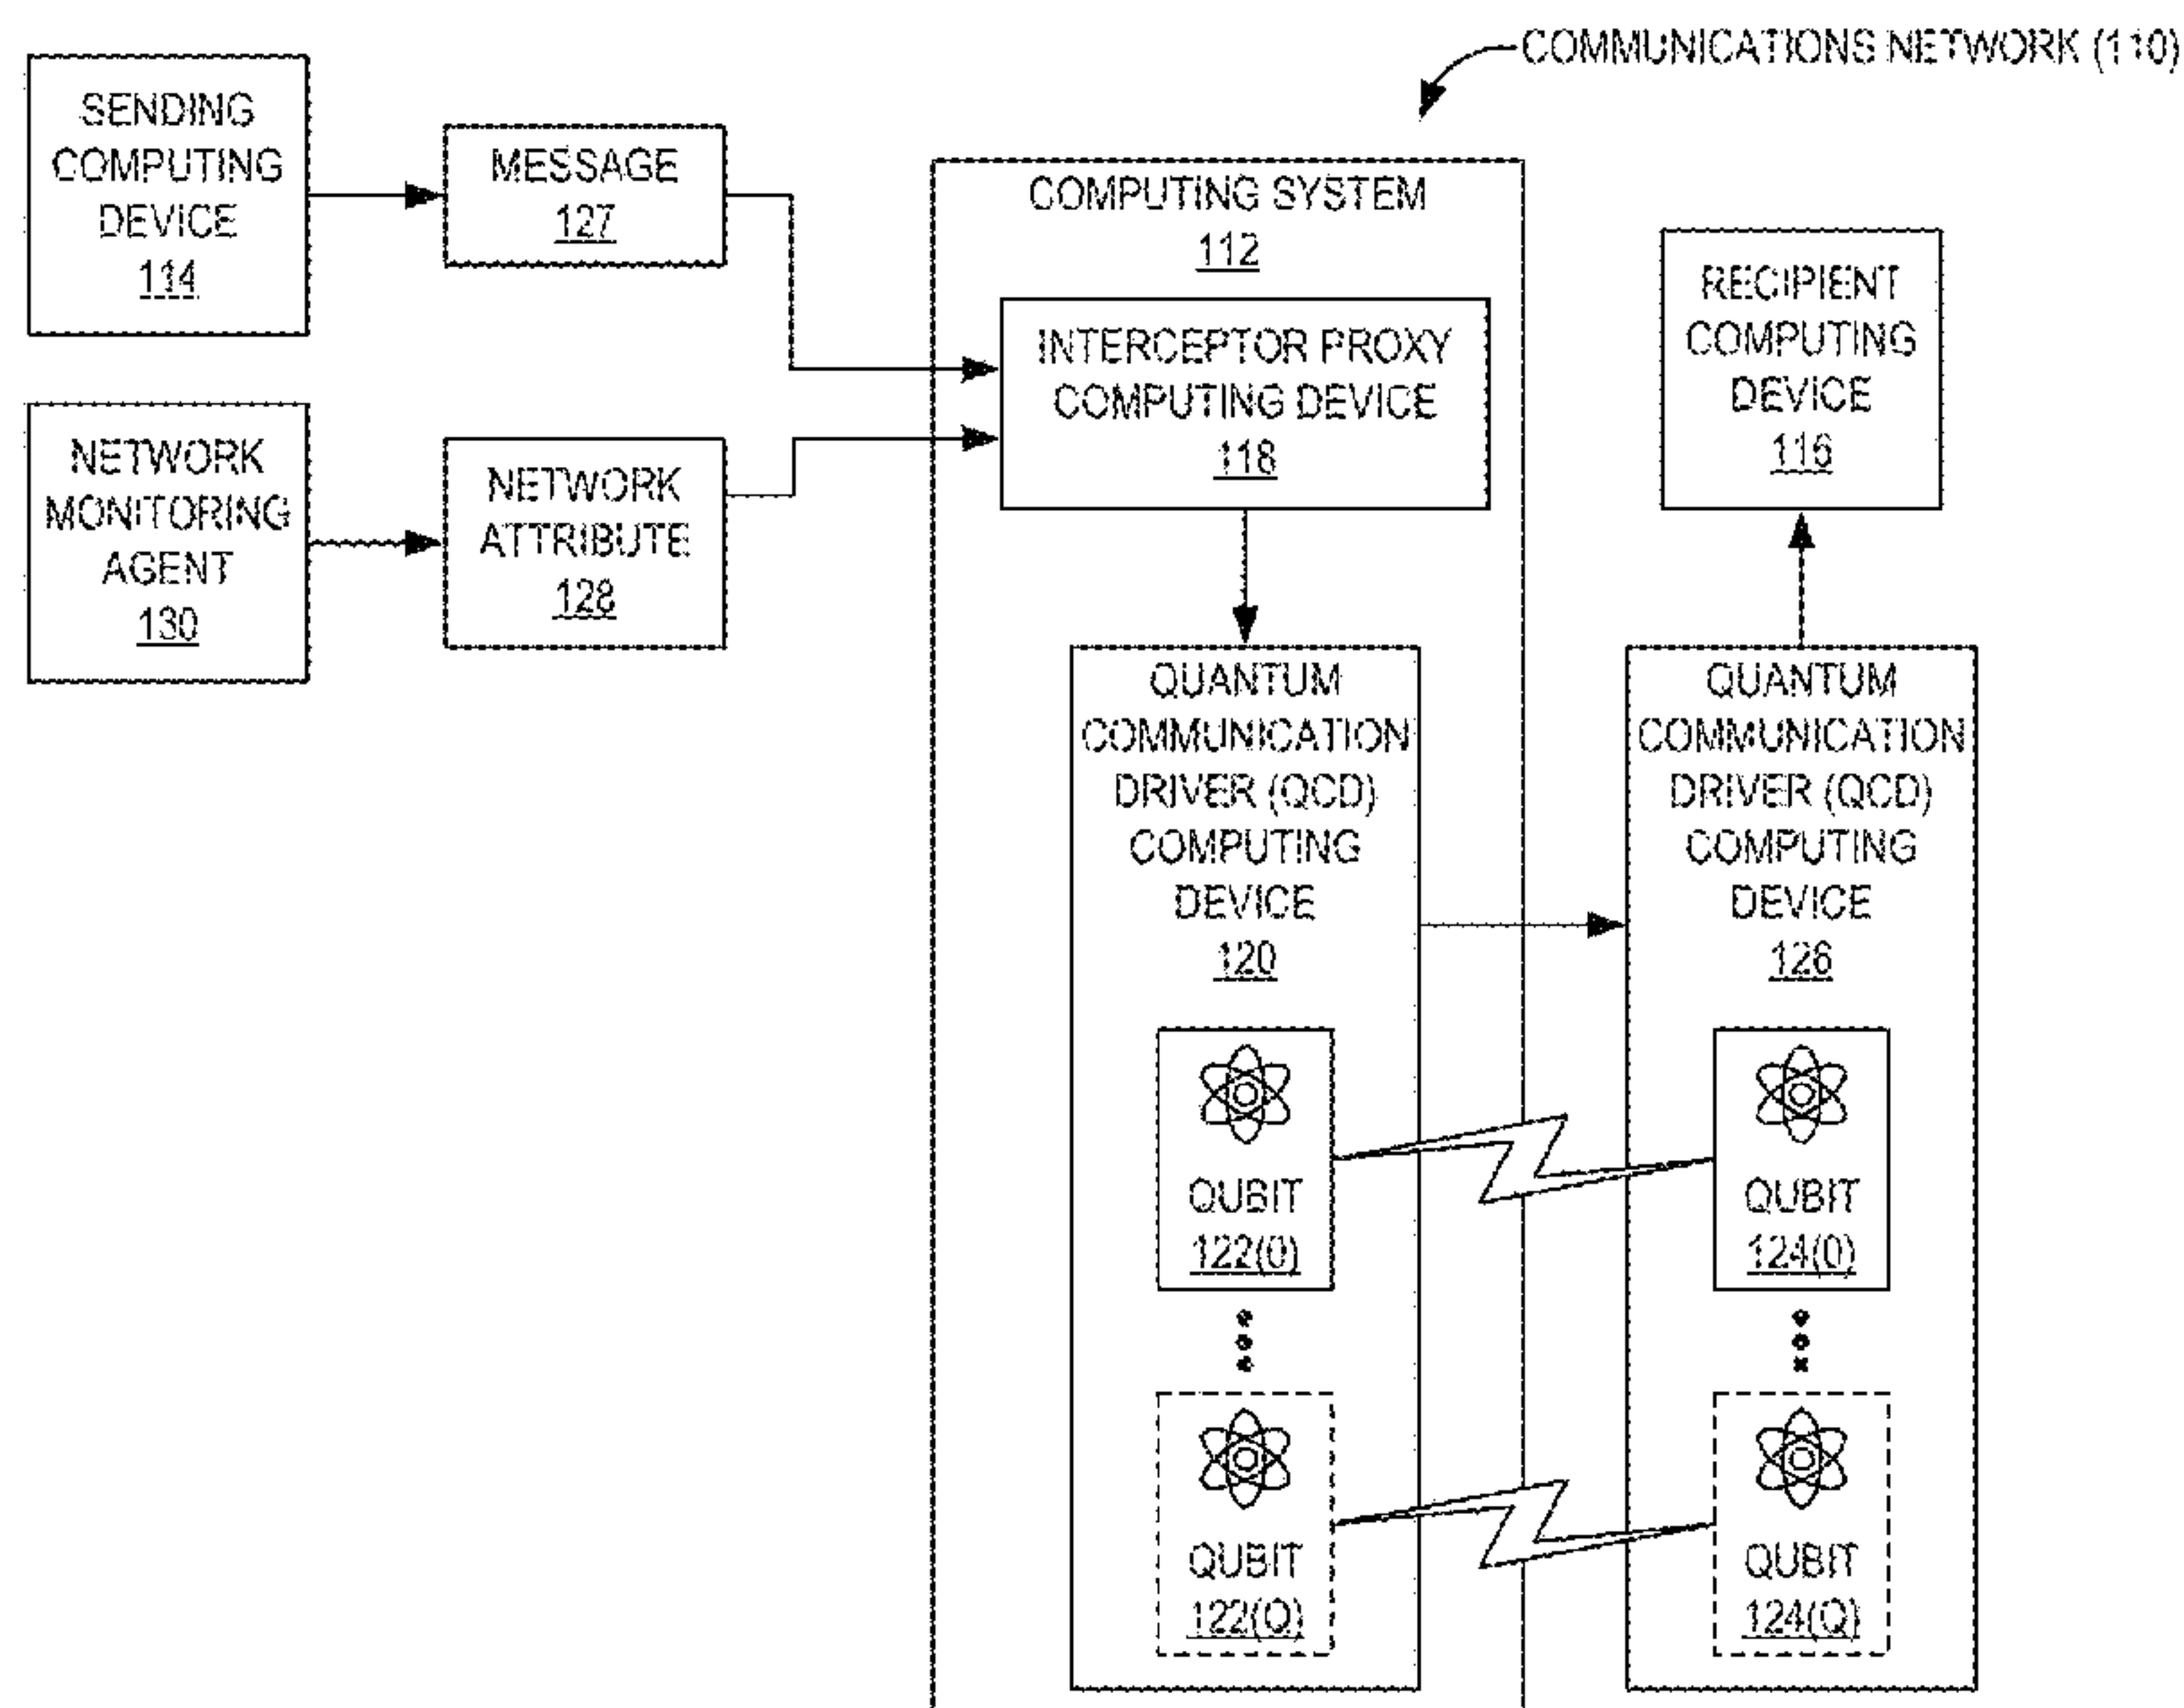 COMMUNICATIONS NETWORK (110)
SENDING
COMPUTING
DEVICE
114
MESSAGE
127
NETWORK
MONITORING
AGENT
130
NETWORK
ATTRIBUTE
128
COMPUTING SYSTEM
112
INTERCEPTOR PROXY
COMPUTING DEVICE
118
RECIPIENT
COMPUTING
DEVICE
116
QUANTUM
COMMUNICATION
DRIVER (QCD)
COMPUTING
DEVICE
120
QUBIT
122(0)
QUBIT
122(Q)
QUANTUM
COMMUNICATION
DRIVER (QCD)
COMPUTING
DEVICE
126
QUBIT
124(0)
QUBIT
124(Q)